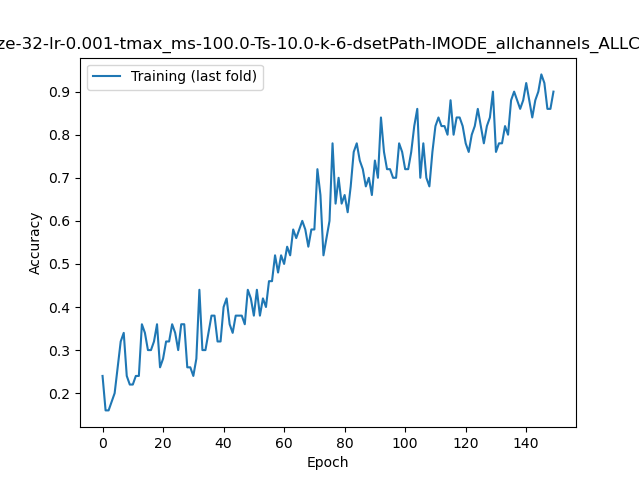 ze-32-lr-0.001-tmax_ms-100.0-Ts-10.0-k-6-dsetPath-IMODE_allchannels_ALLC
Training (last fold)
0.9
0.8
0.7
0.6
0.5
0.4
0.3
0.2
Accuracy
0 20 40 60 80 100 120 140
Epoch